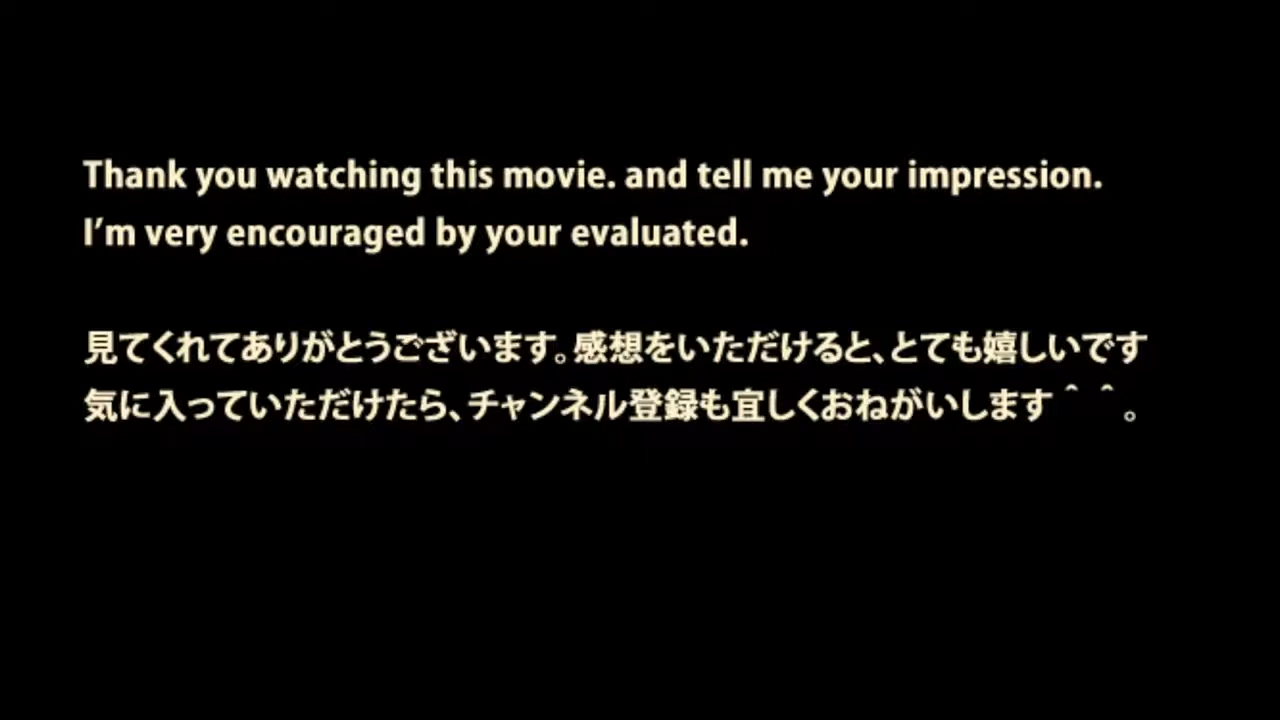 Thank you watching this movie. and tell me your impression.
I’m very encouraged by your evaluated.
見てくれてありがとうございます。感想をいただけると、とても嬉しいです
気に入っていただけたら、チャンネル登録も宜しくおねがいします＾＾。